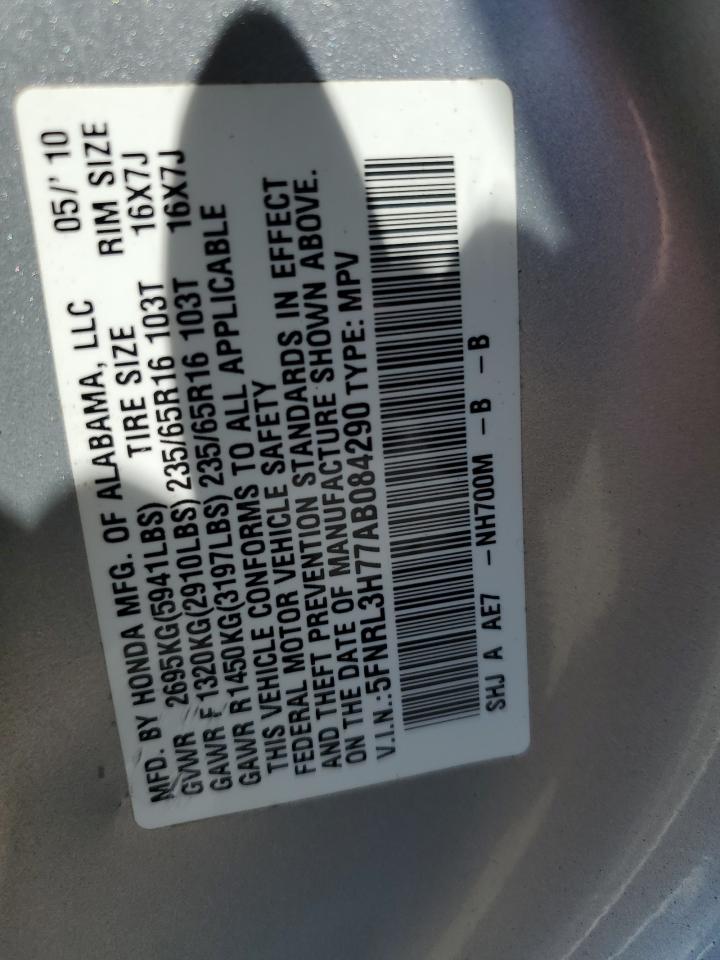 MFD. BY HONDA MFG. OF ALABAMA, LLC 05/' 10
GVWR 2695KG(5941LBS) TIRE SIZE RIM SIZE
GAWR F 1320KG(2910LBS) 235/65R16 103T 16X7J
GAWR R1450KG(3197LBS) 235/65R16 103T 16X7J
THIS VEHICLE CONFORMS TO ALL APPLICABLE
FEDERAL MOTOR VEHICLE SAFETY
AND THEFT PREVENTION STANDARDS IN EFFECT
ON THE DATE OF MANUFACTURE SHOWN ABOVE.
V.I.N.:5FNRL3H77AB084290 TYPE: MPV
SHJ A AE7 -NH700M -B -B